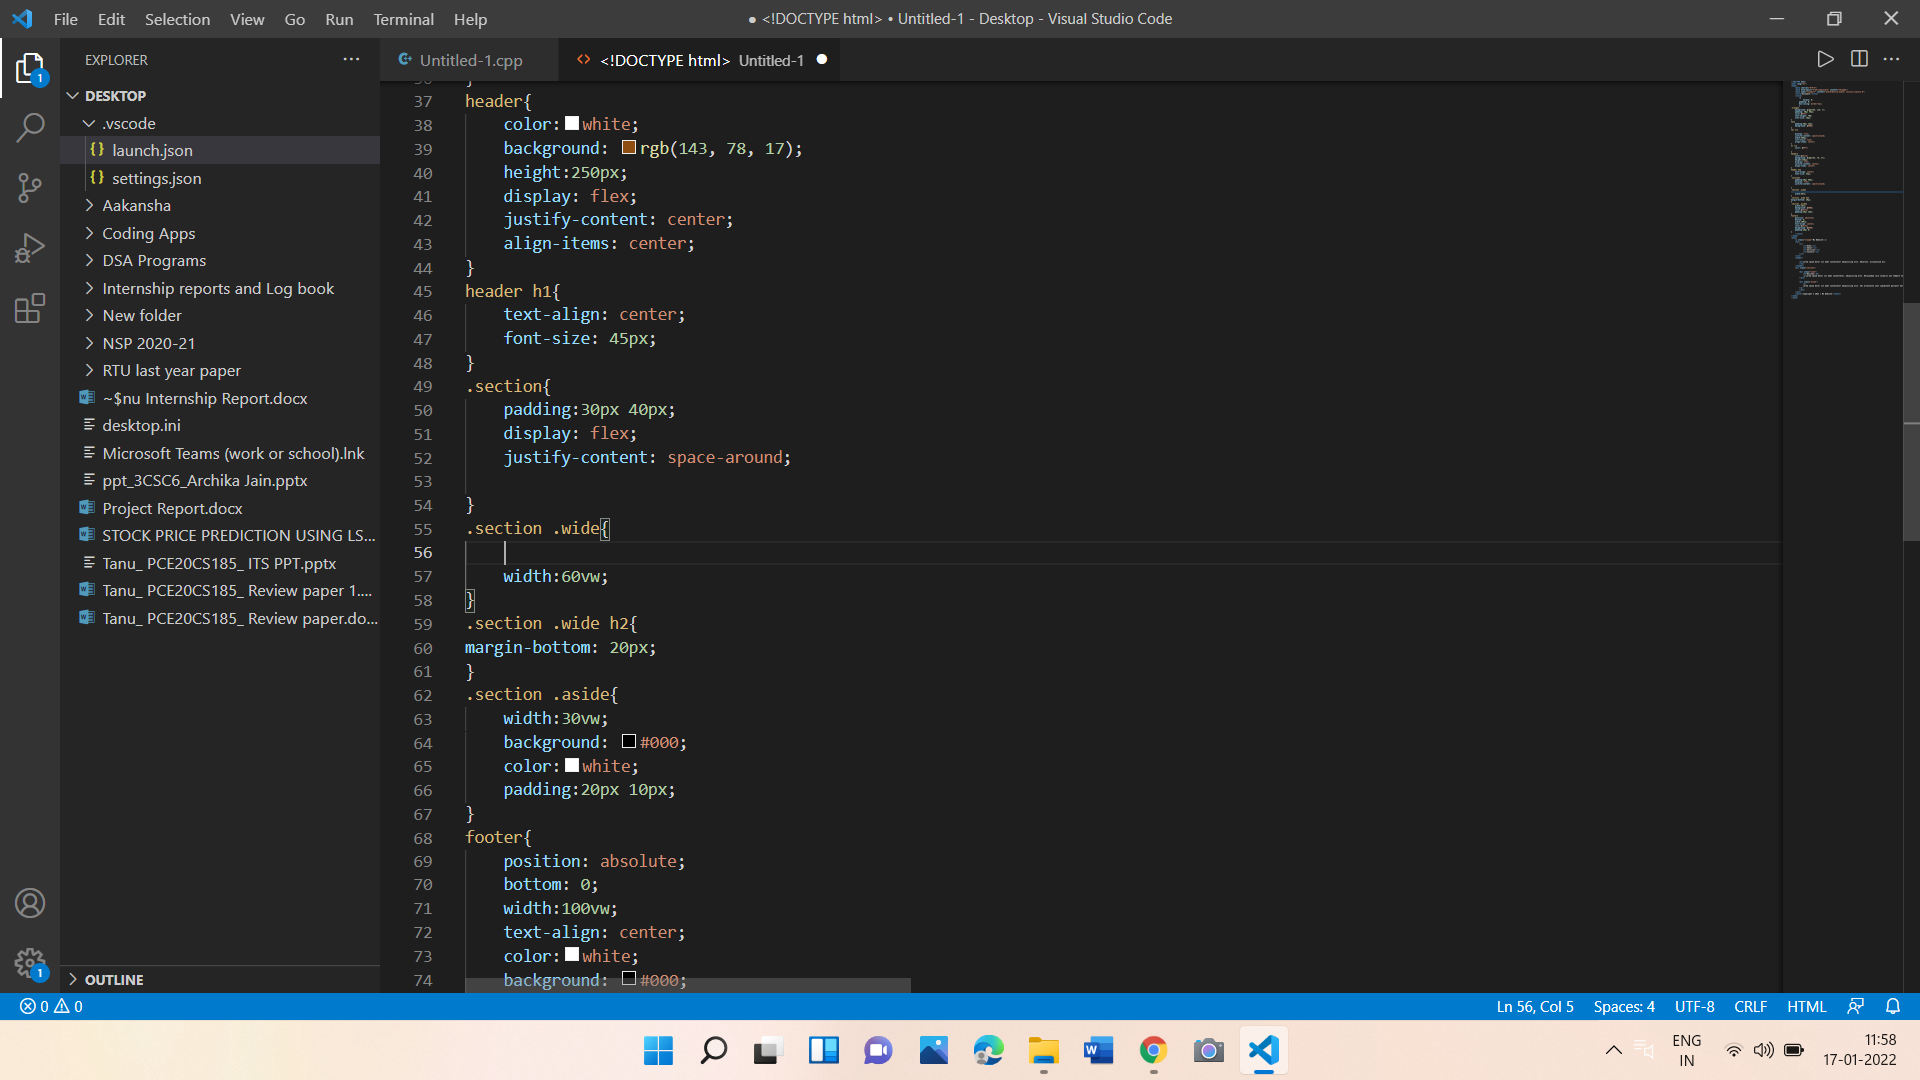 File Edit Selection View Go Run Terminal Help
● <!DOCTYPE html> • Untitled-1 - Desktop - Visual Studio Code
EXPLORER
Untitled-1.cpp
<!DOCTYPE html> Untitled-1
DESKTOP
.vscode
{} launch.json
{} settings.json
Aakansha
Coding Apps
DSA Programs
Internship reports and Log book
New folder
NSP 2020-21
RTU last year paper
~$nu Internship Report.docx
desktop.ini
Microsoft Teams (work or school).lnk
ppt_3CSC6_Archika Jain.pptx
Project Report.docx
STOCK PRICE PREDICTION USING LS...
Tanu_ PCE20CS185_ ITS PPT.pptx
Tanu_ PCE20CS185_ Review paper 1....
Tanu_ PCE20CS185_ Review paper.do...
OUTLINE
37 header{
38 color: white;
39 background: rgb(143, 78, 17);
40 height:250px;
41 display: flex;
42 justify-content: center;
43 align-items: center;
44 }
45 header h1{
46 text-align: center;
47 font-size: 45px;
48 }
49 .section{
50 padding:30px 40px;
51 display: flex;
52 justify-content: space-around;
53
54 }
55 .section .wide{
56
57 width:60vw;
58 }
59 .section .wide h2{
60 margin-bottom: 20px;
61 }
62 .section .aside{
63 width:30vw;
64 background: #000;
65 color: white;
66 padding:20px 10px;
67 }
68 footer{
69 position: absolute;
70 bottom: 0;
71 width:100vw;
72 text-align: center;
73 color: white;
74 background: #000;
1
1
0 0
Ln 56, Col 5 Spaces: 4 UTF-8 CRLF HTML
ENG
IN
11:58
17-01-2022